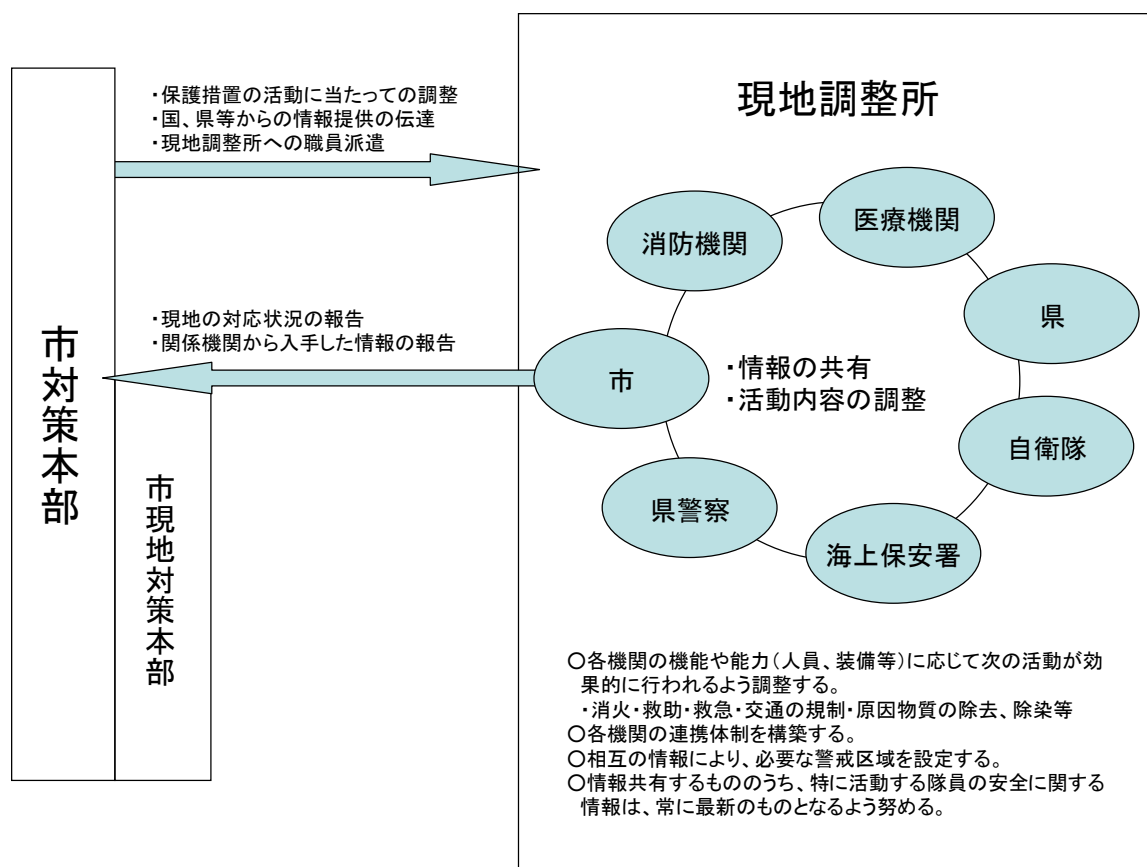 ・保護措置の活動に当たっての調整
・国、県等からの情報提供の伝達
・現地調整所への職員派遣
・現地の対応状況の報告
・関係機関から入手した情報の報告
市対策本部
市現地対策本部
現地調整所
消防機関
医療機関
県
市
・情報の共有
・活動内容の調整
自衛隊
県警察
海上保安署
○各機関の機能や能力(人員、装備等)に応じて次の活動が効
果的に行われるよう調整する。
・消火・救助・救急・交通の規制・原因物質の除去、除染等
○各機関の連携体制を構築する。
○相互の情報により、必要な警戒区域を設定する。
○情報共有するもののうち、特に活動する隊員の安全に関する
情報は、常に最新のものとなるよう努める。